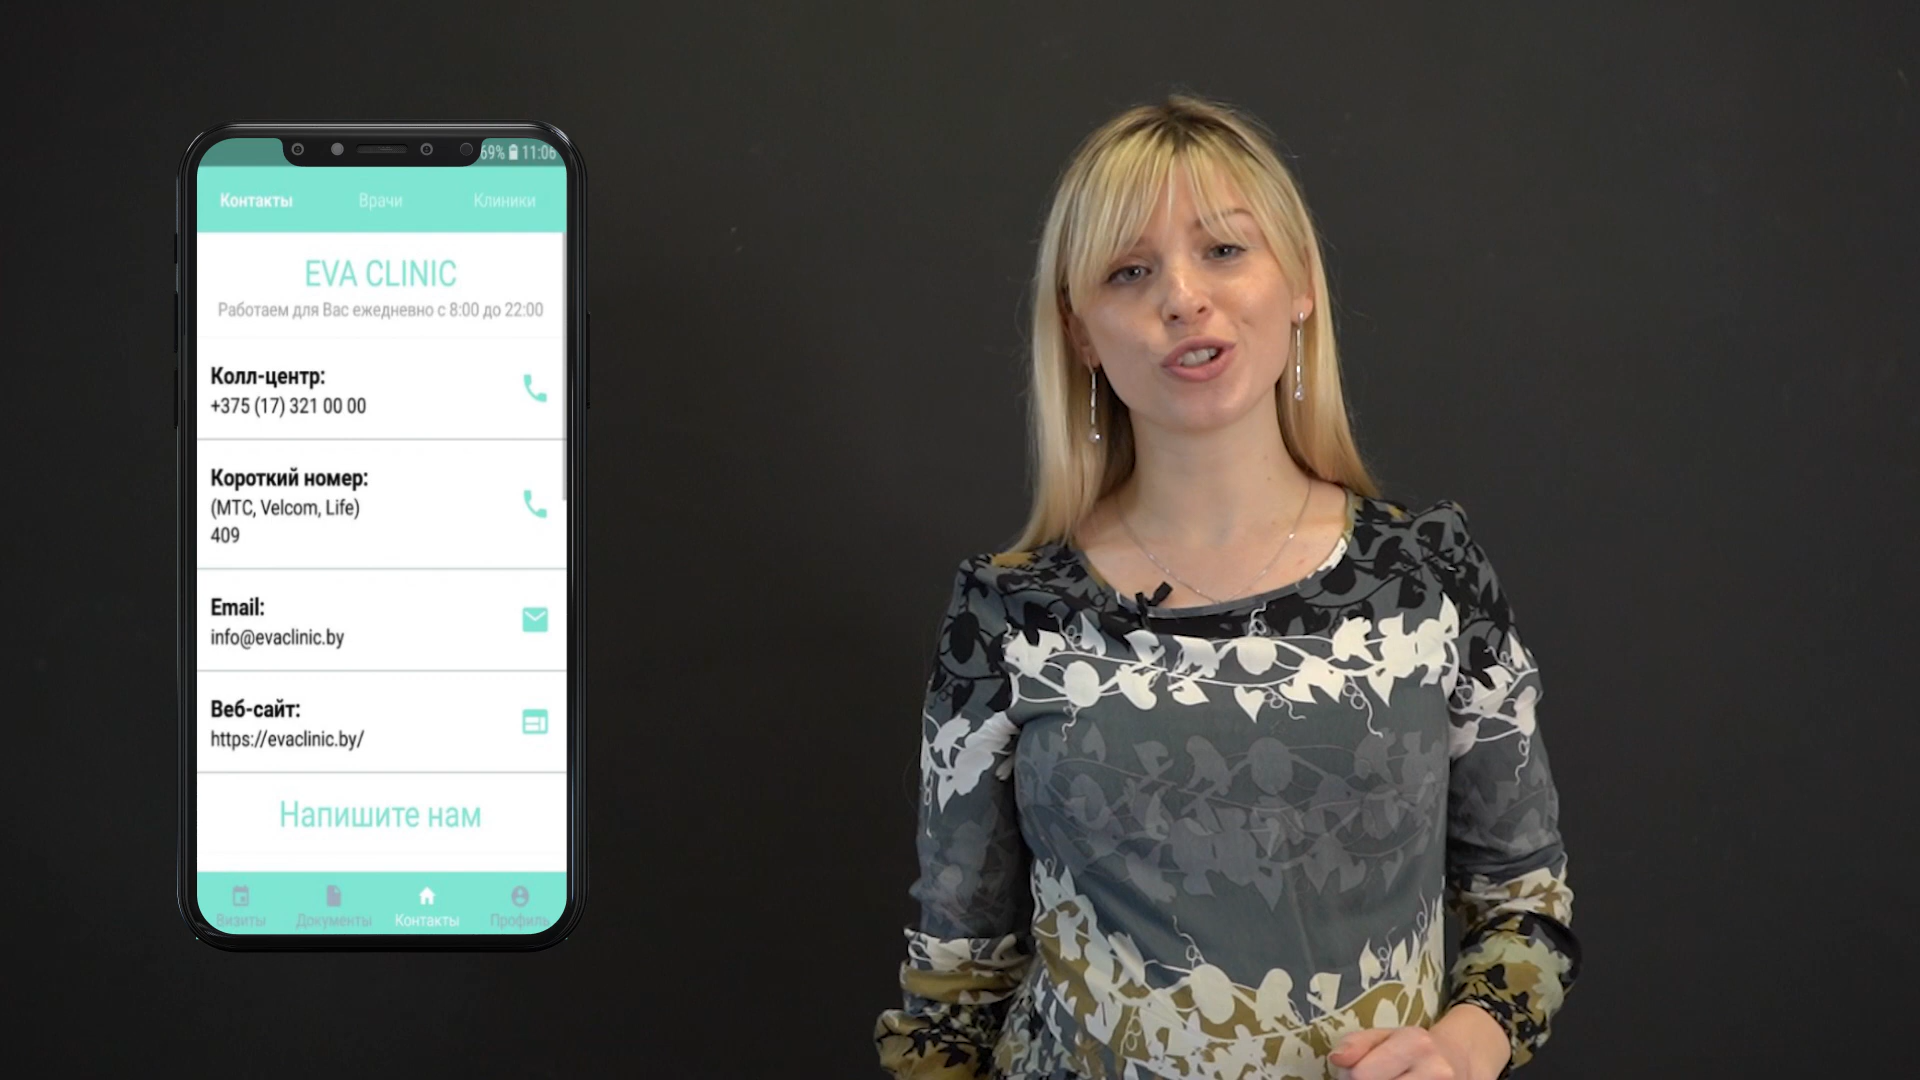 69% 11:06
Контакты Врачи Клиники
EVA CLINIC
Работаем для Вас ежедневно с 8:00 до 22:00
Колл-центр:
+375 (17) 321 00 00
Короткий номер:
(МТС, Velcom, Life)
409
Email:
info@evaclinic.by
Веб-сайт:
https://evaclinic.by/
Напишите нам
Визиты Документы Контакты Профиль